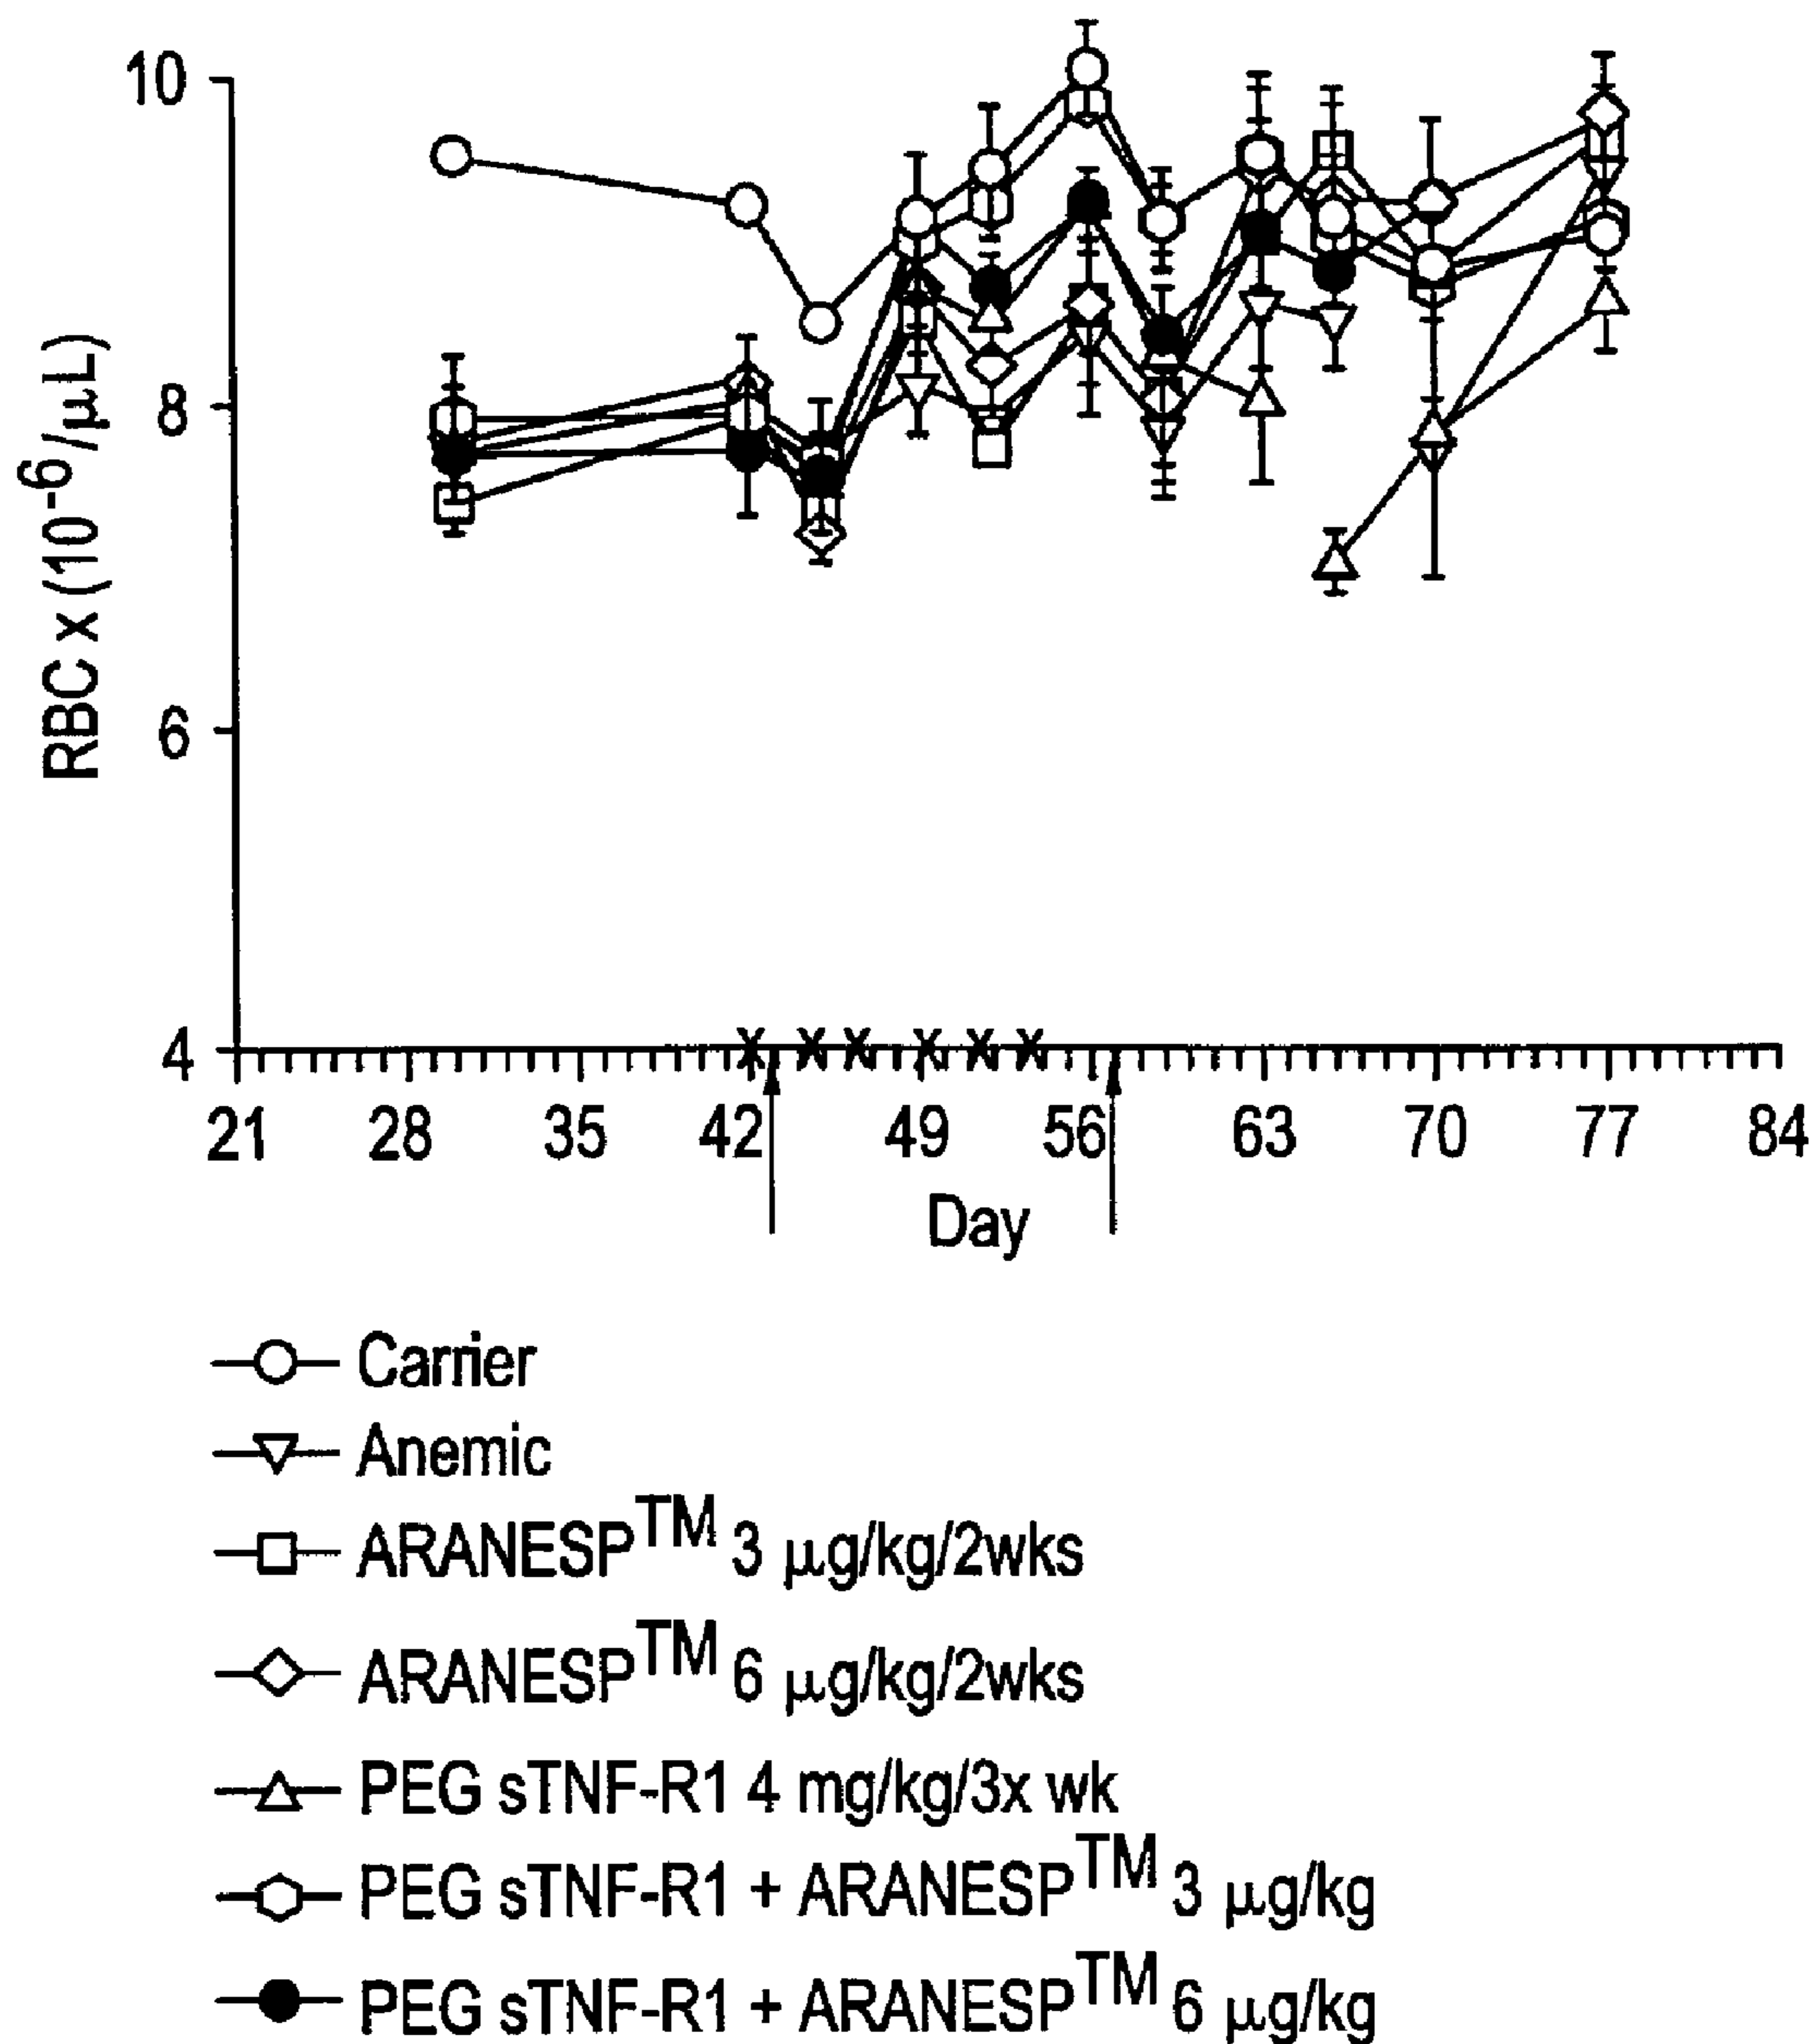 10
8
6
4
RBC x (10⁻⁶/μL)
X X X X X X
21 28 35 42 49 56 63 70 77 84
Day
Carrier
Anemic
ARANESP™ 3 μg/kg/2wks
ARANESP™ 6 μg/kg/2wks
PEG sTNF-R1 4 mg/kg/3x wk
PEG sTNF-R1 + ARANESP™ 3 μg/kg
PEG sTNF-R1 + ARANESP™ 6 μg/kg